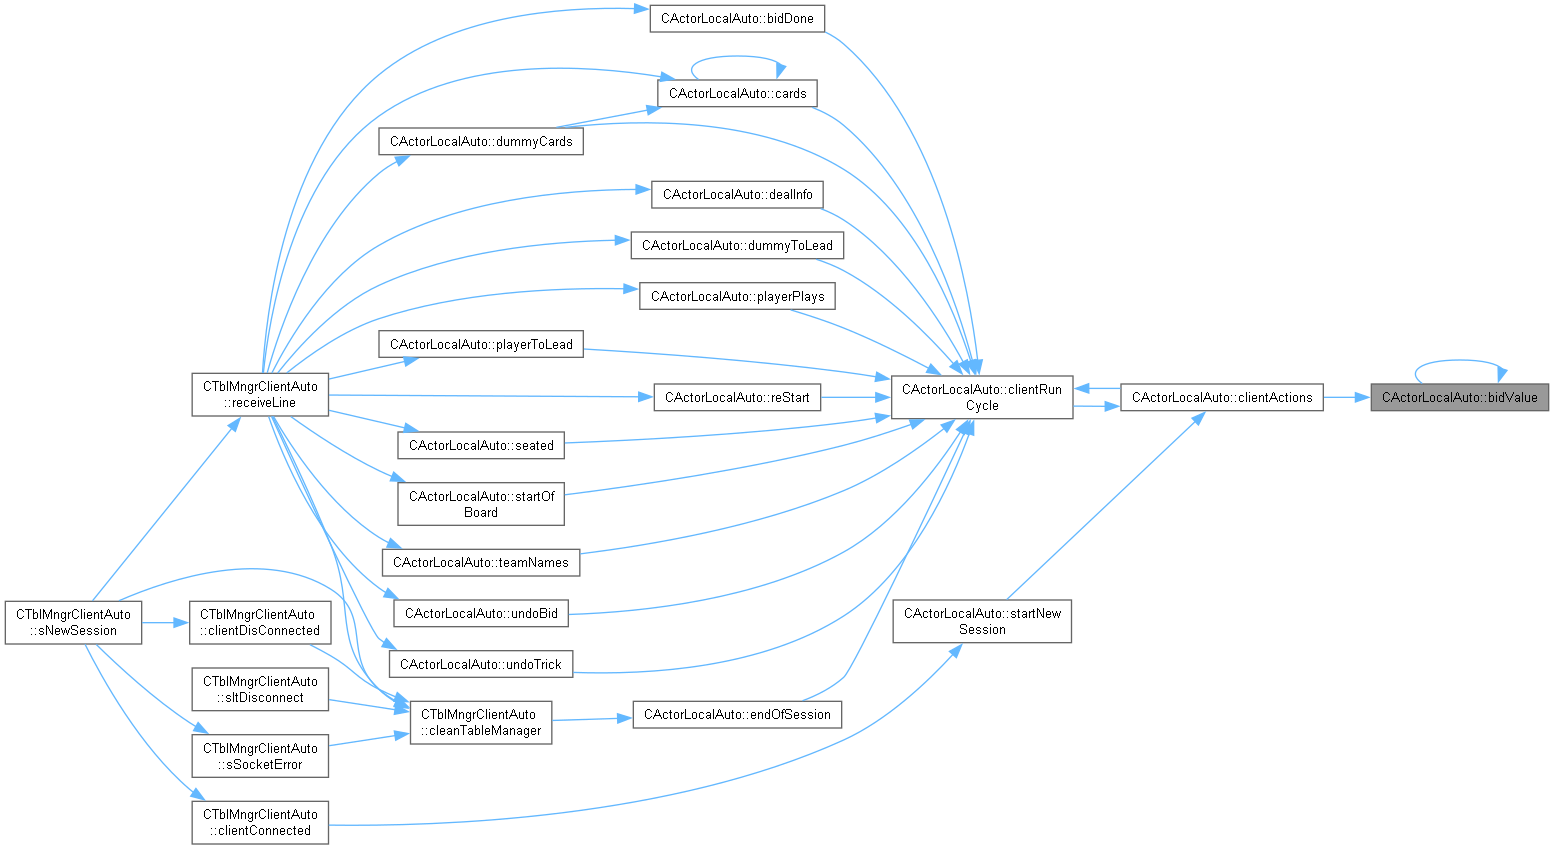 CActorLocalAuto::bidDone
CActorLocalAuto::cards
CActorLocalAuto::dummyCards
CActorLocalAuto::dealInfo
CActorLocalAuto::dummyToLead
CActorLocalAuto::playerPlays
CActorLocalAuto::playerToLead
CTblMngrClientAuto
::receiveLine
CActorLocalAuto::reStart
CActorLocalAuto::clientRun
Cycle
CActorLocalAuto::clientActions
CActorLocalAuto::bidValue
CActorLocalAuto::seated
CActorLocalAuto::startOf
Board
CActorLocalAuto::teamNames
CActorLocalAuto::undoBid
CTblMngrClientAuto
::sNewSession
CTblMngrClientAuto
::clientDisConnected
CActorLocalAuto::startNew
Session
CActorLocalAuto::undoTrick
CTblMngrClientAuto
::sltDisconnect
CTblMngrClientAuto
::cleanTableManager
CActorLocalAuto::endOfSession
CTblMngrClientAuto
::sSocketError
CTblMngrClientAuto
::clientConnected